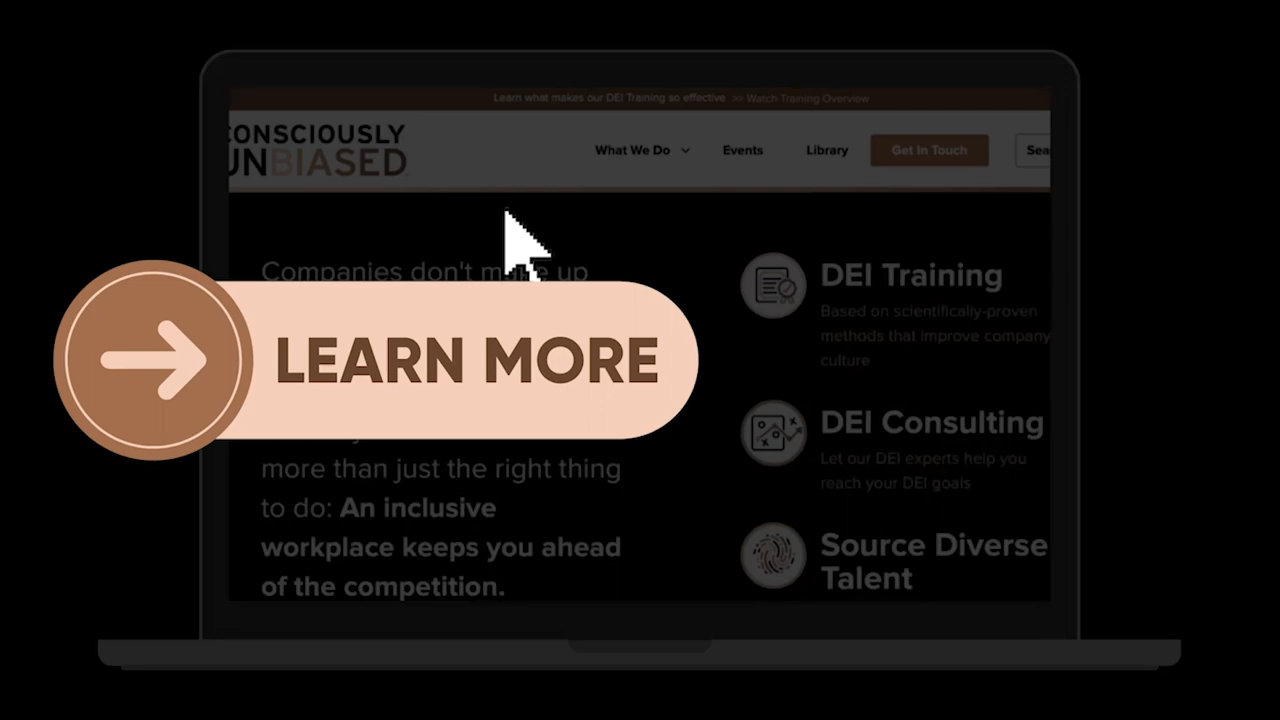 Learn what makes our DEI Training so effective >> Watch Training Overview
CONSCIOUSLY
UNBIASED
What We Do
Events
Library
Get In Touch
Companies don't make up
LEARN MORE
more than just the right thing
to do: An inclusive
workplace keeps you ahead
of the competition.
DEI Training
Based on scientifically-proven
methods that improve company
culture
DEI Consulting
Let our DEI experts help you
reach your DEI goals
Source Diverse
Talent